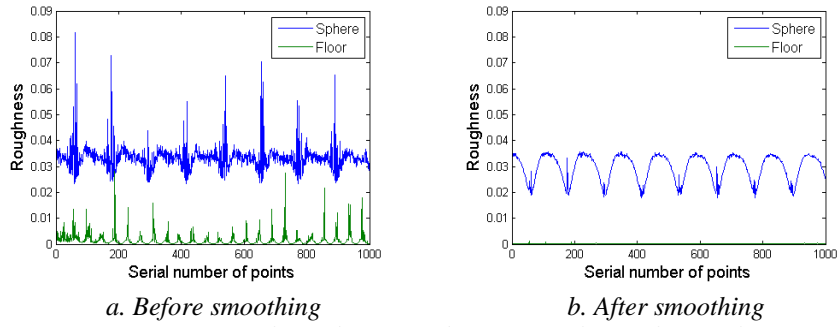 0.09
0.08
0.07
0.06
0.05
0.04
0.03
0.02
0.01
0
Roughness
Sphere
Floor
0 200 400 600 800 1000
Serial number of points
a. Before smoothing
0.09
0.08
0.07
0.06
0.05
0.04
0.03
0.02
0.01
0
Roughness
Sphere
Floor
0 200 400 600 800 1000
Serial number of points
b. After smoothing